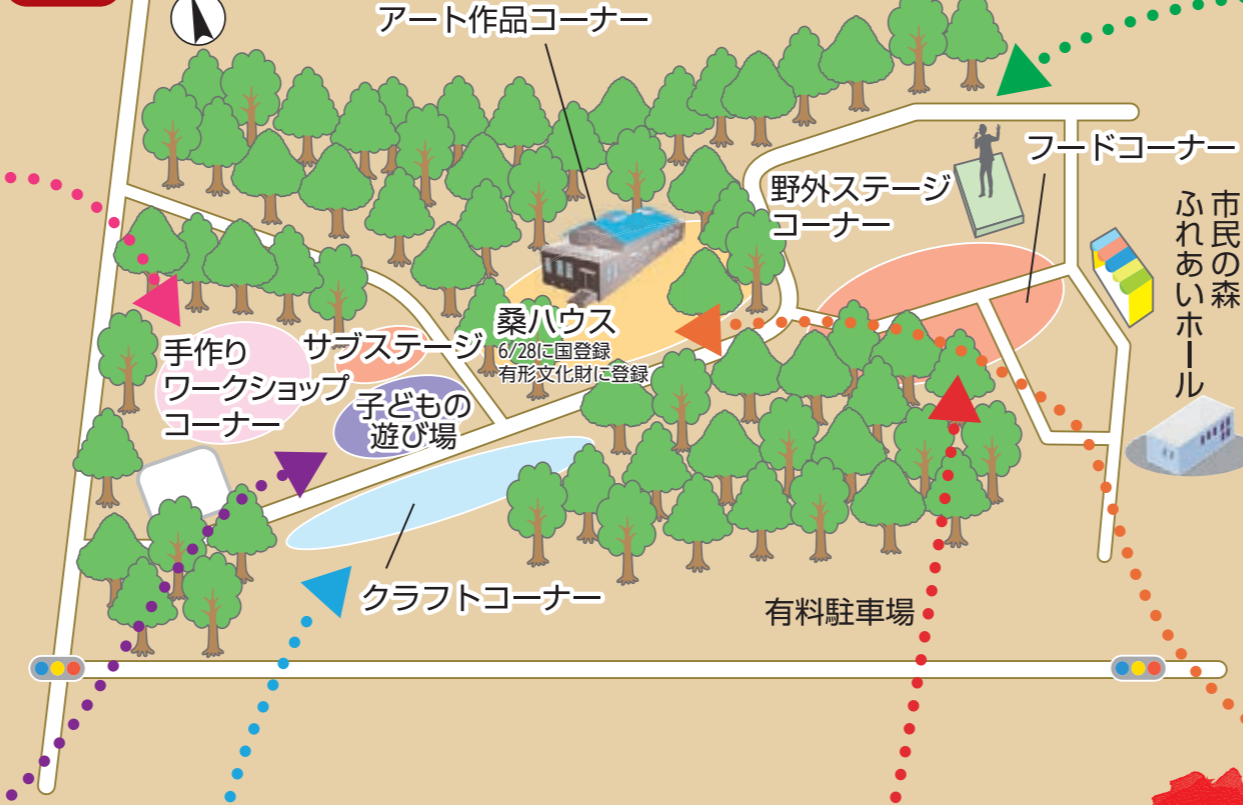 アート作品コーナー
フードコーナー
野外ステージ
コーナー
市民の森
ふれあいホール
桑ハウス
6/28に国登録
有形文化財に登録
サブステージ
手作り
ワークショップ
コーナー
子どもの
遊び場
クラフトコーナー
有料駐車場